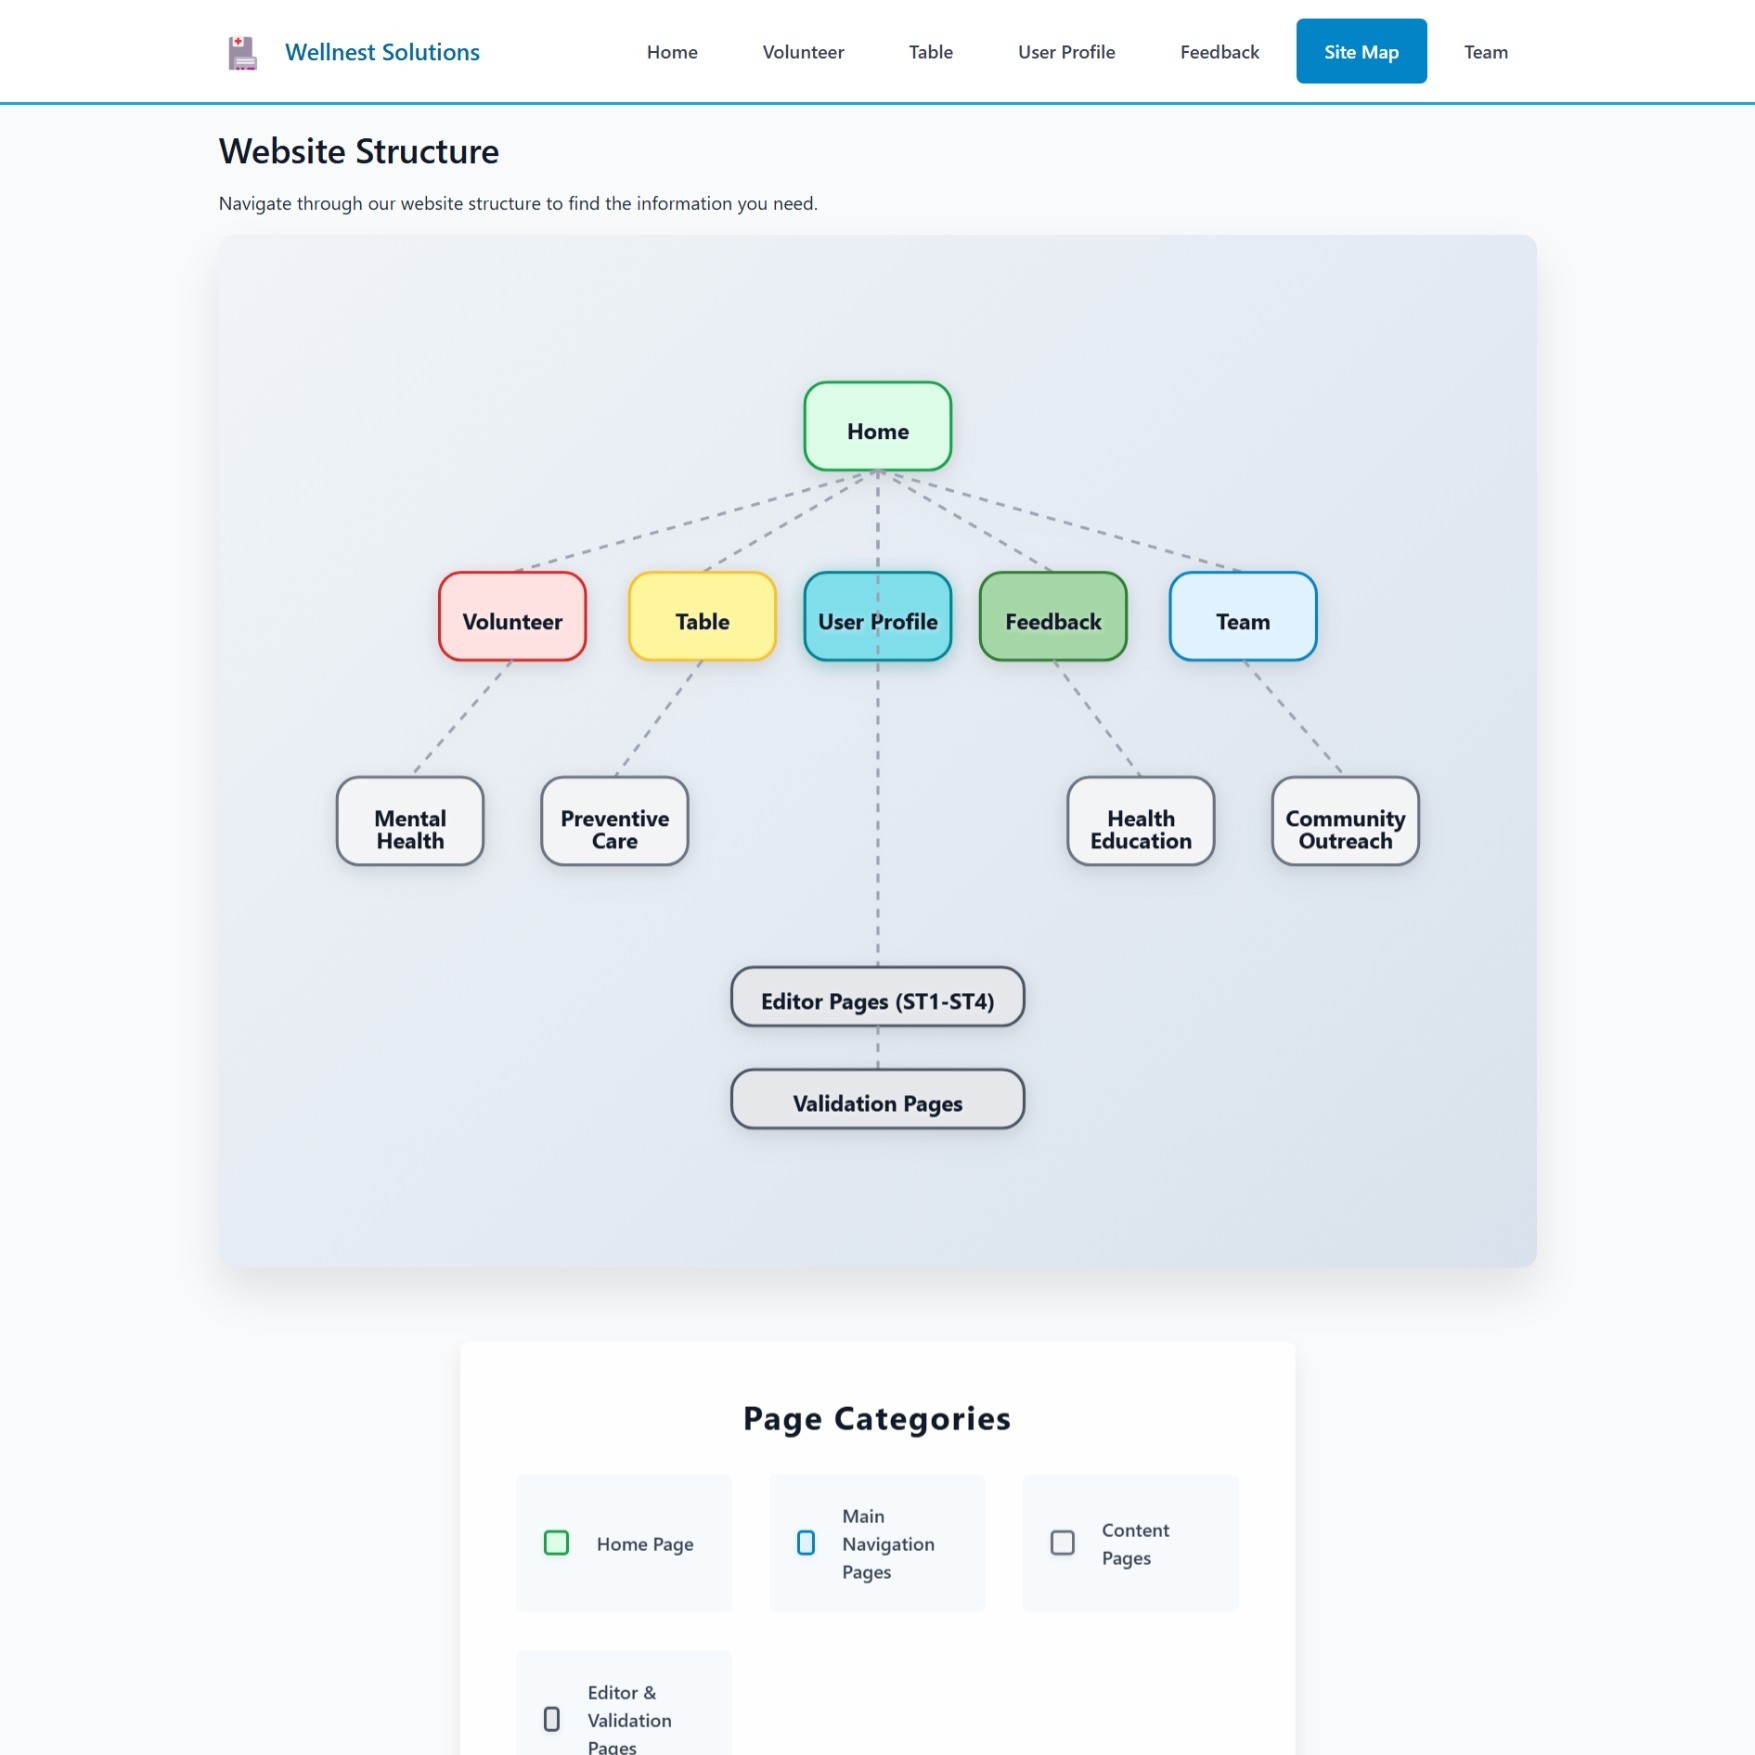 Wellnest Solutions
Home
Volunteer
Table
User Profile
Feedback
Site Map
Team
Website Structure
Navigate through our website structure to find the information you need.
Home
Volunteer
Table
User Profile
Feedback
Team
Mental
Health
Preventive
Care
Health
Education
Community
Outreach
Editor Pages (ST1-ST4)
Validation Pages
Page Categories
Home Page
Main
Navigation
Pages
Content
Pages
Editor &
Validation
Pages